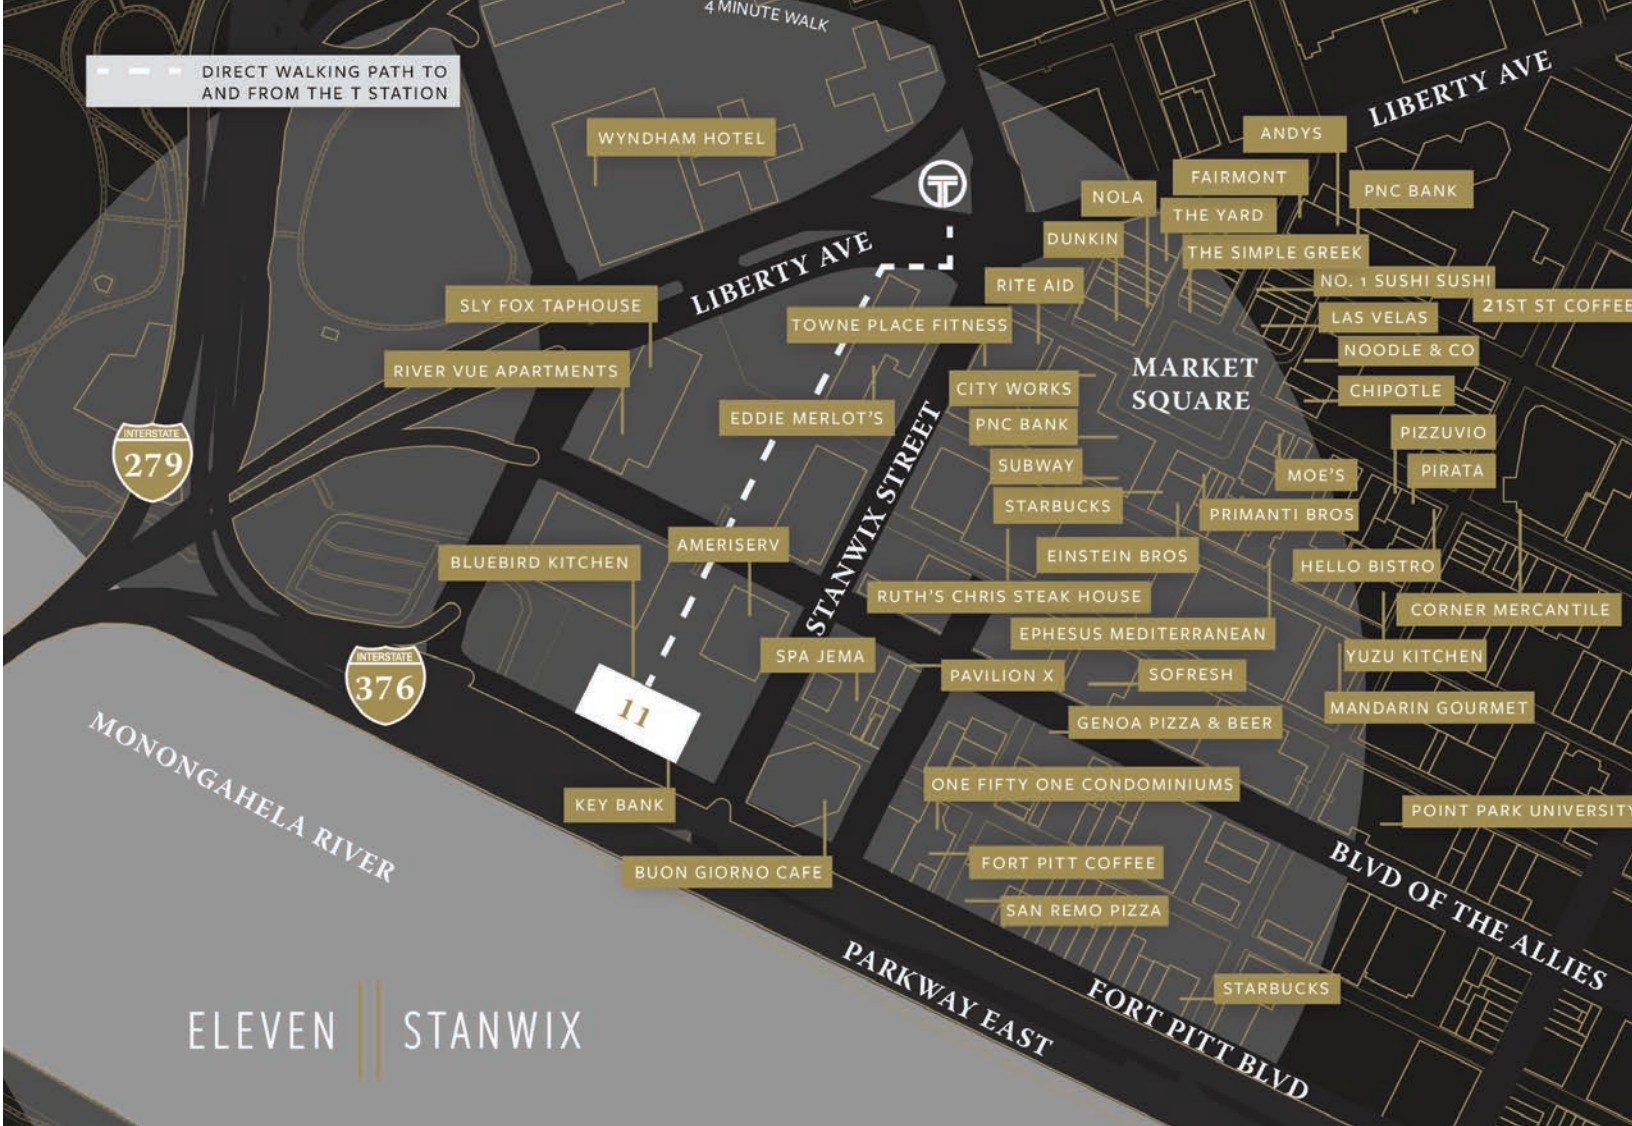 4 MINUTE WALK
DIRECT WALKING PATH TO
AND FROM THE T STATION
LIBERTY AVE
WYNDHAM HOTEL
ANDYS
FAIRMONT
PNC BANK
NOLA
THE YARD
DUNKIN
THE SIMPLE GREEK
LIBERTY AVE
RITE AID
NO. 1 SUSHI SUSHI
21ST ST COFFEE
SLY FOX TAPHOUSE
TOWNE PLACE FITNESS
LAS VELAS
NOODLE & CO
RIVER VUE APARTMENTS
MARKET
SQUARE
CITY WORKS
CHIPOTLE
EDDIE MERLOT'S
PNC BANK
PIZZUVIO
INTERSTATE
279
SUBWAY
MOE'S
PIRATA
STANWIX STREET
STARBUCKS
PRIMANTI BROS
AMERISERV
BLUEBIRD KITCHEN
EINSTEIN BROS
HELLO BISTRO
RUTH'S CHRIS STEAK HOUSE
CORNER MERCANTILE
EPHESUS MEDITERRANEAN
INTERSTATE
376
SPA JEMA
PAVILION X
SOFRESH
YUZU KITCHEN
11
GENOA PIZZA & BEER
MANDARIN GOURMET
MONONGAHELA RIVER
KEY BANK
ONE FIFTY ONE CONDOMINIUMS
POINT PARK UNIVERSITY
BUON GIORNO CAFE
FORT PITT COFFEE
BLVD OF THE ALLIES
SAN REMO PIZZA
PARKWAY EAST
FORT PITT BLVD
STARBUCKS
ELEVEN STANWIX